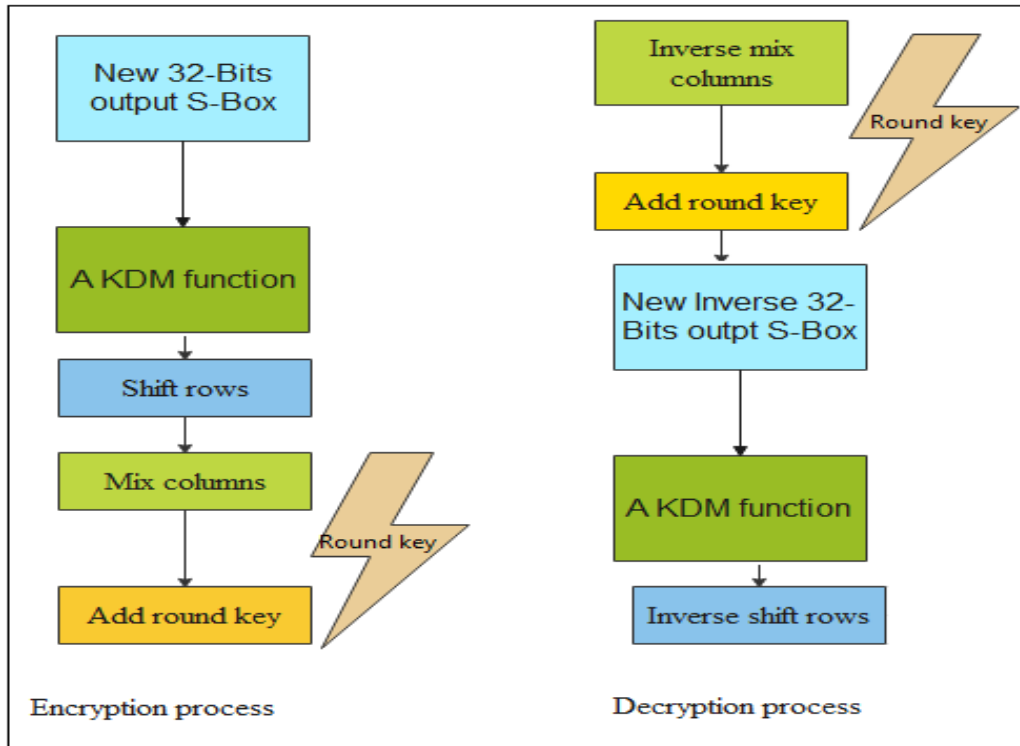 New 32-Bits
output S-Box
A KDM function
Shift rows
Mix columns
Round key
Add round key
Encryption process
Inverse mix
columns
Round key
Add round key
New Inverse 32-
Bits outpt S-Box
A KDM function
Inverse shift rows
Decryption process